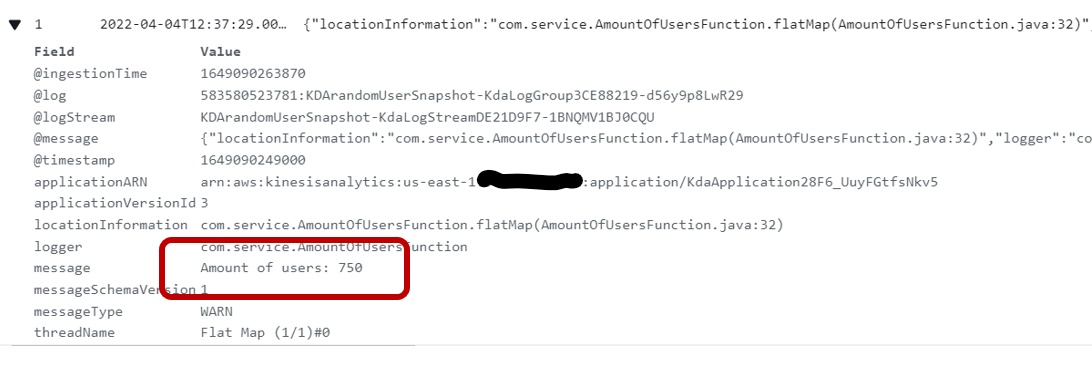 1 2022-04-04T12:37:29.00… {"locationInformation":"com.service.AmountOfUsersFunction.flatMap(AmountOfUsersFunction.java:32)",
Field Value
@ingestionTime 1649090263870
@log 583580523781:KDArandomUserSnapshot-KdaLogGroup3CE88219-d56y9p8LwR29
@logStream KDArandomUserSnapshot-KdaLogStreamDE21D9F7-1BNQMV1BJ0CQU
@message {"locationInformation":"com.service.AmountOfUsersFunction.flatMap(AmountOfUsersFunction.java:32)","logger":"co
@timestamp 1649090249000
applicationARN arn:aws:kinesisanalytics:us-east-1 :application/KdaApplication28F6_UuyFGtfsNkv5
applicationVersionId 3
locationInformation com.service.AmountOfUsersFunction.flatMap(AmountOfUsersFunction.java:32)
logger com.service.AmountOfUsersFunction
message Amount of users: 750
messageSchemaVersion 1
messageType WARN
threadName Flat Map (1/1)#0